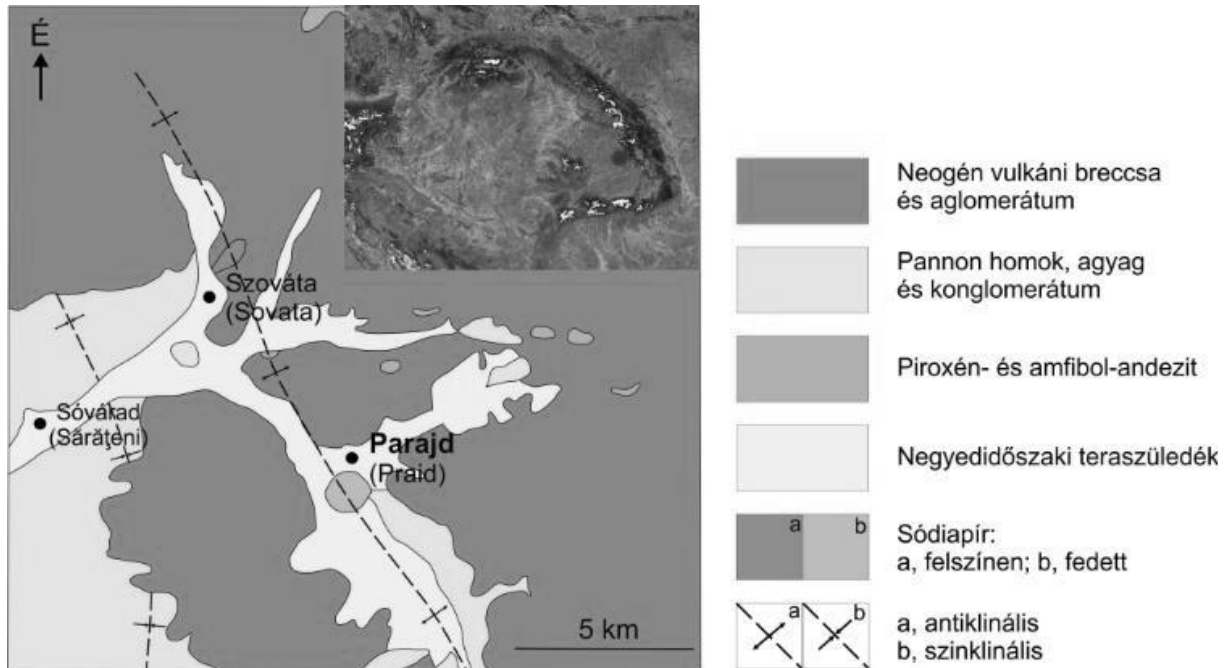 É
Szováta
(Sovata)
Sóvárad
(Sărăţeni)
Parajd
(Praid)
5 km
Neogén vulkáni breccsa
és aglomerátum
Pannon homok, agyag
és konglomerátum
Piroxén- és amfibol-andezit
Negyedidőszaki teraszüledék
a
b
Sódiapír:
a, felszínen; b, fedett
a
b
a, antiklinális
b, szinklinális